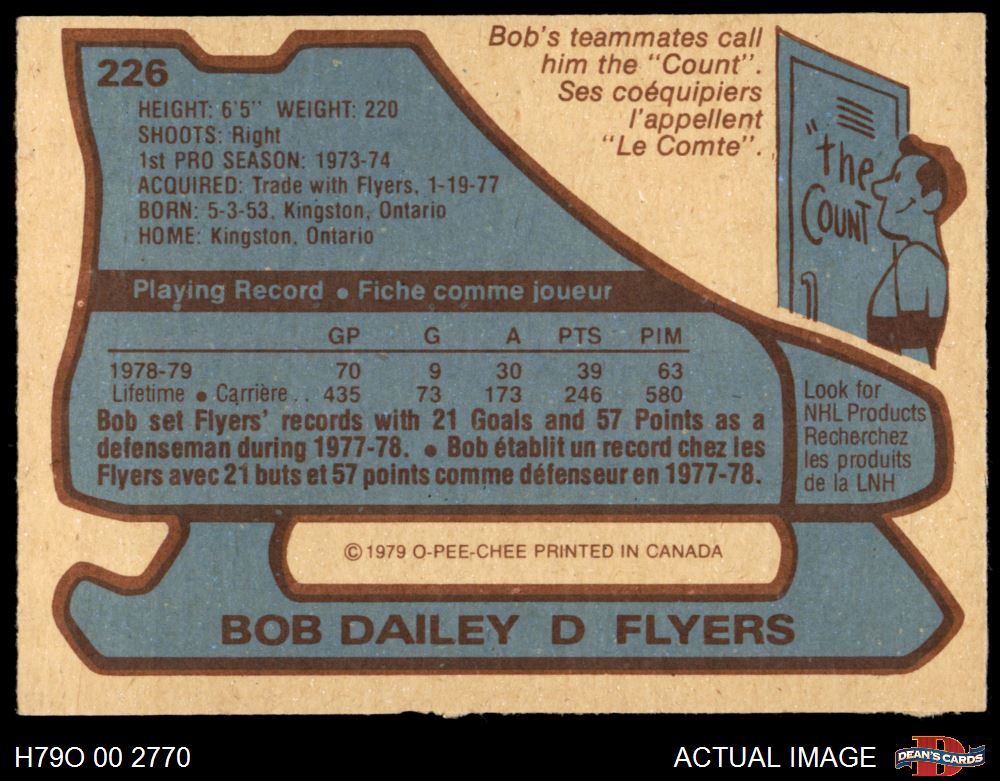 226
HEIGHT: 6'5" WEIGHT: 220
SHOOTS: Right
1st PRO SEASON: 1973-74
ACQUIRED: Trade with Flyers, 1-19-77
BORN: 5-3-53, Kingston, Ontario
HOME: Kingston, Ontario
Bob's teammates call
him the "Count".
Ses coéquipiers
l'appellent
"Le Comte".
"the
COUNT
Playing Record • Fiche comme joueur
GP G A PTS PIM
1978-79 70 9 30 39 63
Lifetime • Carrière . . 435 73 173 246 580
Bob set Flyers' records with 21 Goals and 57 Points as a
defenseman during 1977-78. • Bob établit un record chez les
Flyers avec 21 buts et 57 points comme défenseur en 1977-78.
Look for
NHL Products
Recherchez
les produits
de la LNH
© 1979 O-PEE-CHEE PRINTED IN CANADA
BOB DAILEY D FLYERS
H79O 00 2770
ACTUAL IMAGE
D
DEAN'S CARDS